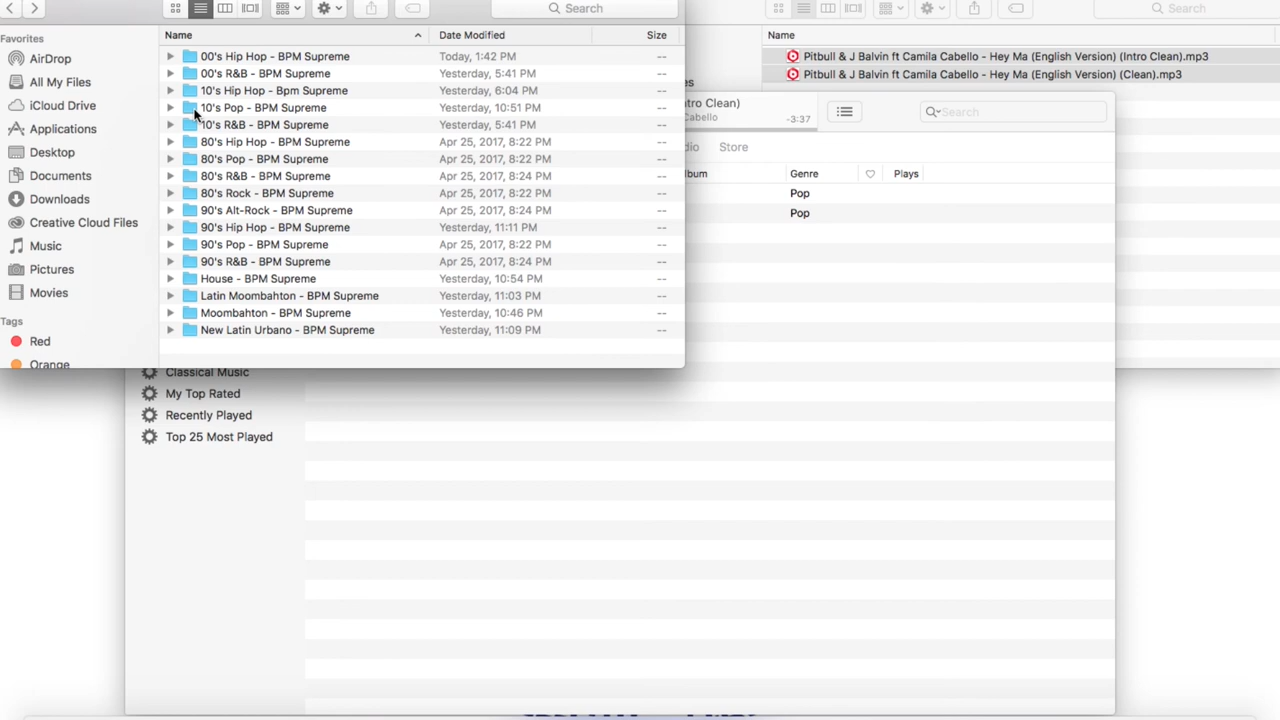 Search
Search
Favorites
AirDrop
All My Files
iCloud Drive
Applications
Desktop
Documents
Downloads
Creative Cloud Files
Music
Pictures
Movies
Tags
Red
Orange
Name Date Modified Size
00's Hip Hop - BPM Supreme Today, 1:42 PM --
00's R&B - BPM Supreme Yesterday, 5:41 PM --
10's Hip Hop - Bpm Supreme Yesterday, 6:04 PM --
10's Pop - BPM Supreme Yesterday, 10:51 PM --
10's R&B - BPM Supreme Yesterday, 5:41 PM --
80's Hip Hop - BPM Supreme Apr 25, 2017, 8:22 PM --
80's Pop - BPM Supreme Apr 25, 2017, 8:22 PM --
80's R&B - BPM Supreme Apr 25, 2017, 8:24 PM --
80's Rock - BPM Supreme Apr 25, 2017, 8:22 PM --
90's Alt-Rock - BPM Supreme Apr 25, 2017, 8:24 PM --
90's Hip Hop - BPM Supreme Yesterday, 11:11 PM --
90's Pop - BPM Supreme Apr 25, 2017, 8:22 PM --
90's R&B - BPM Supreme Apr 25, 2017, 8:24 PM --
House - BPM Supreme Yesterday, 10:54 PM --
Latin Moombahton - BPM Supreme Yesterday, 11:03 PM --
Moombahton - BPM Supreme Yesterday, 10:46 PM --
New Latin Urbano - BPM Supreme Yesterday, 11:09 PM --
Name
Pitbull & J Balvin ft Camila Cabello - Hey Ma (English Version) (Intro Clean).mp3
Pitbull & J Balvin ft Camila Cabello - Hey Ma (English Version) (Clean).mp3
ntro Clean)
Cabello
-3:37
Search
dio Store
lbum Genre Plays
Pop
Pop
Classical Music
My Top Rated
Recently Played
Top 25 Most Played